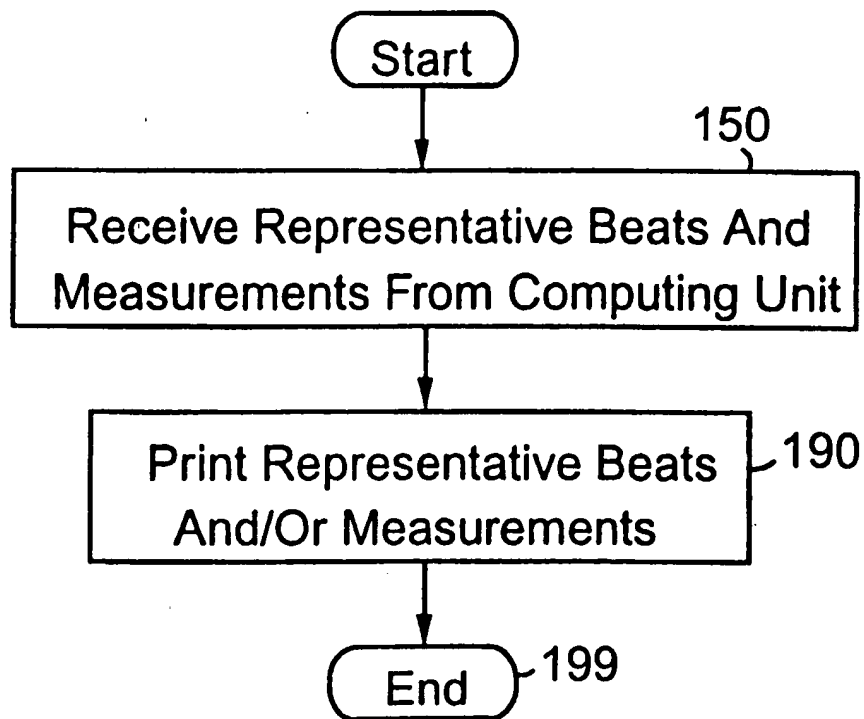 Start
150
Receive Representative Beats And
Measurements From Computing Unit
Print Representative Beats
And/Or Measurements
190
End
199